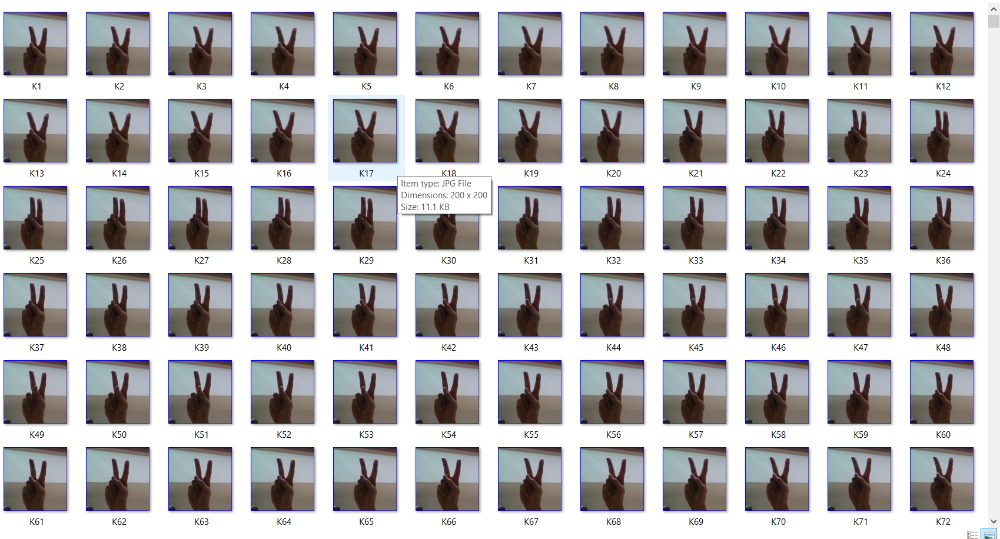 K1 K2 K3 K4 K5 K6 K7 K8 K9 K10 K11 K12
K13 K14 K15 K16 K17 K18 K19 K20 K21 K22 K23 K24
Item type: JPG File
Dimensions: 200 x 200
Size: 11.1 KB
K25 K26 K27 K28 K29 K30 K31 K32 K33 K34 K35 K36
K37 K38 K39 K40 K41 K42 K43 K44 K45 K46 K47 K48
K49 K50 K51 K52 K53 K54 K55 K56 K57 K58 K59 K60
K61 K62 K63 K64 K65 K66 K67 K68 K69 K70 K71 K72